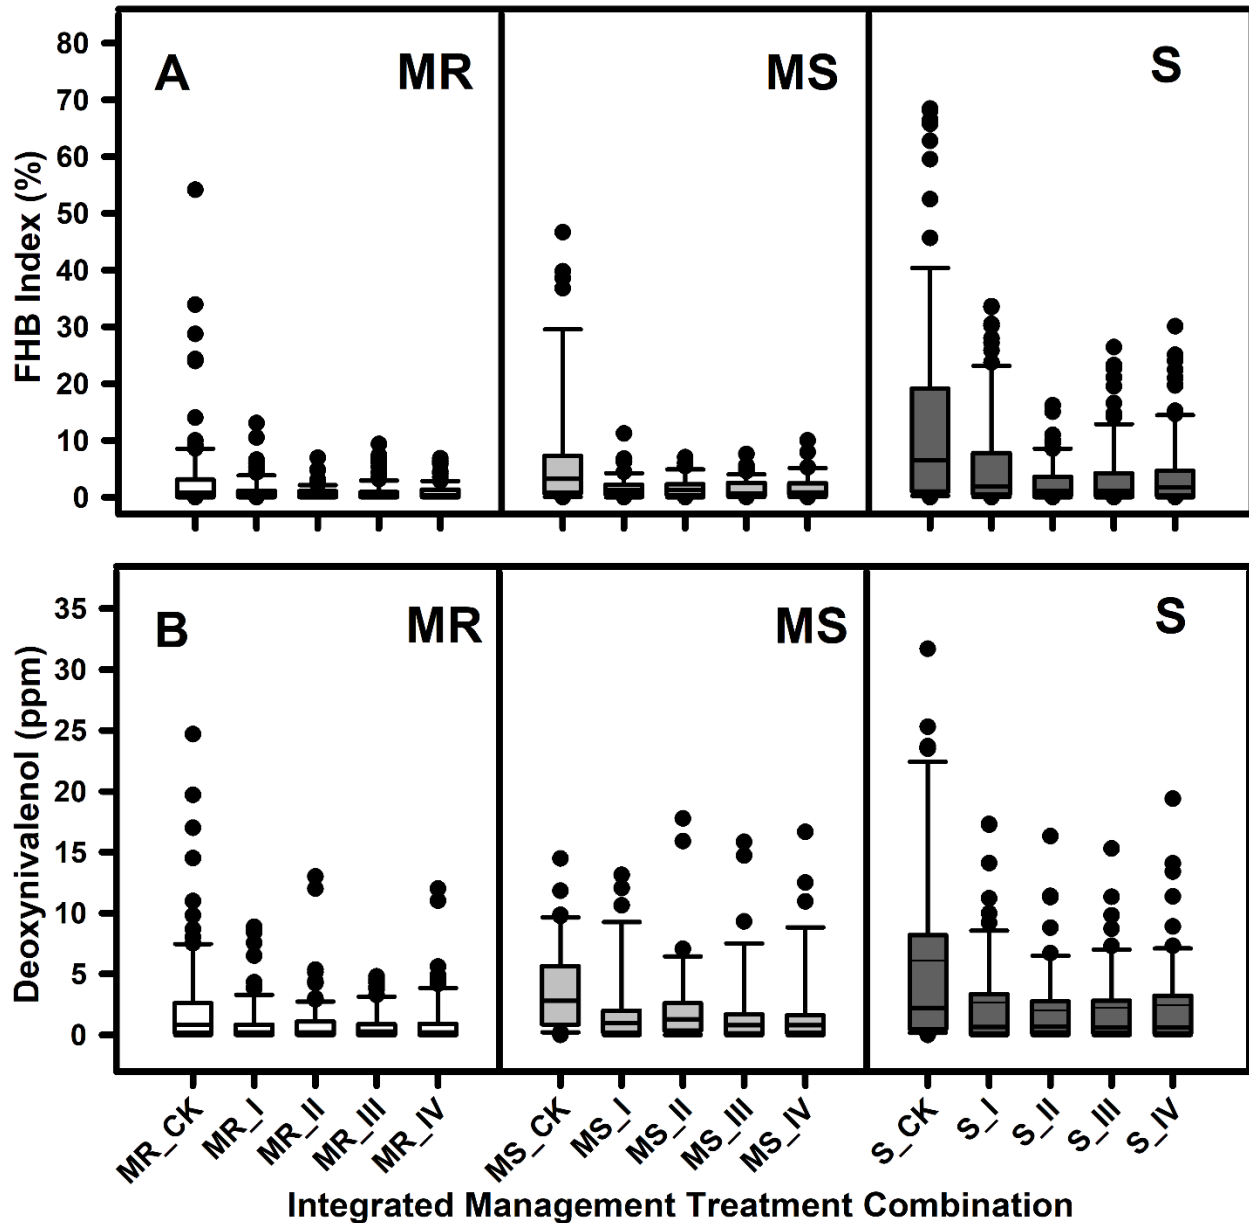 A
MR
MS
S
FHB Index (%)
80
70
60
50
40
30
20
10
0
B
MR
MS
S
Deoxynivalenol (ppm)
35
30
25
20
15
10
5
0
MR_CK
MR_I
MR_II
MR_III
MR_IV
MS_CK
MS_I
MS_II
MS_III
MS_IV
S_CK
S_I
S_II
S_III
S_IV
Integrated Management Treatment Combination